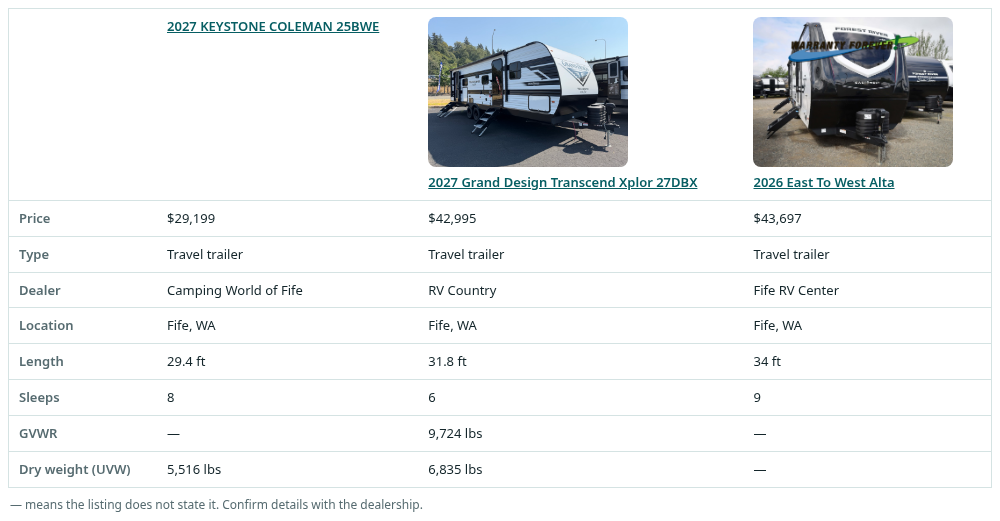 2027 KEYSTONE COLEMAN 25BWE
FOREST RIVER
WARRANTY FOREVER
2027 Grand Design Transcend Xplor 27DBX
2026 East To West Alta
Price $29,199 $42,995 $43,697
Type Travel trailer Travel trailer Travel trailer
Dealer Camping World of Fife RV Country Fife RV Center
Location Fife, WA Fife, WA Fife, WA
Length 29.4 ft 31.8 ft 34 ft
Sleeps 8 6 9
GVWR — 9,724 lbs —
Dry weight (UVW) 5,516 lbs 6,835 lbs —
— means the listing does not state it. Confirm details with the dealership.